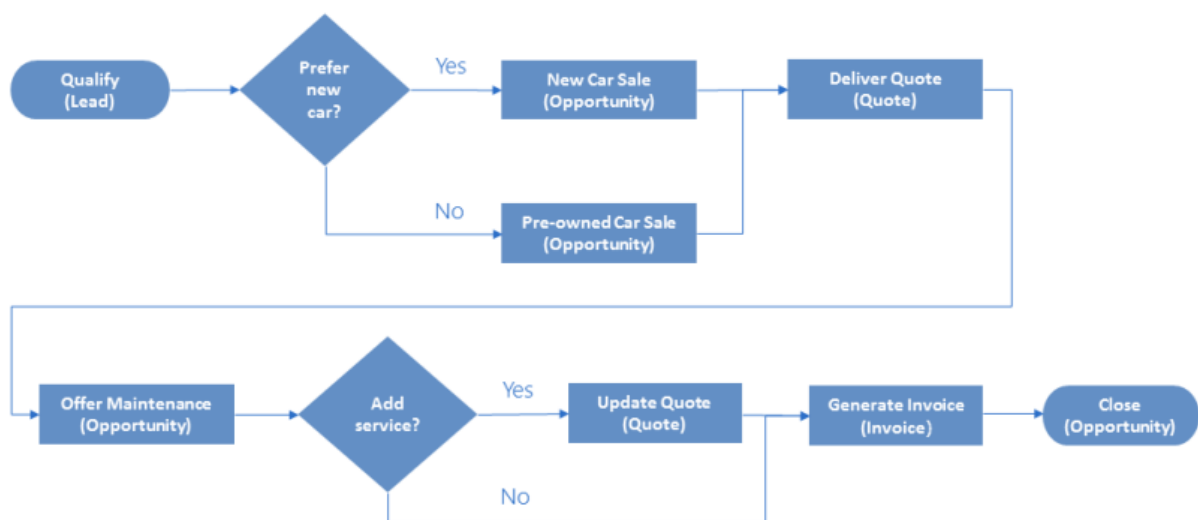 Qualify
(Lead)
Prefer
new
car?
Yes
New Car Sale
(Opportunity)
Deliver Quote
(Quote)
No
Pre-owned Car Sale
(Opportunity)
Offer Maintenance
(Opportunity)
Add
service?
Yes
Update Quote
(Quote)
Generate Invoice
(Invoice)
Close
(Opportunity)
No